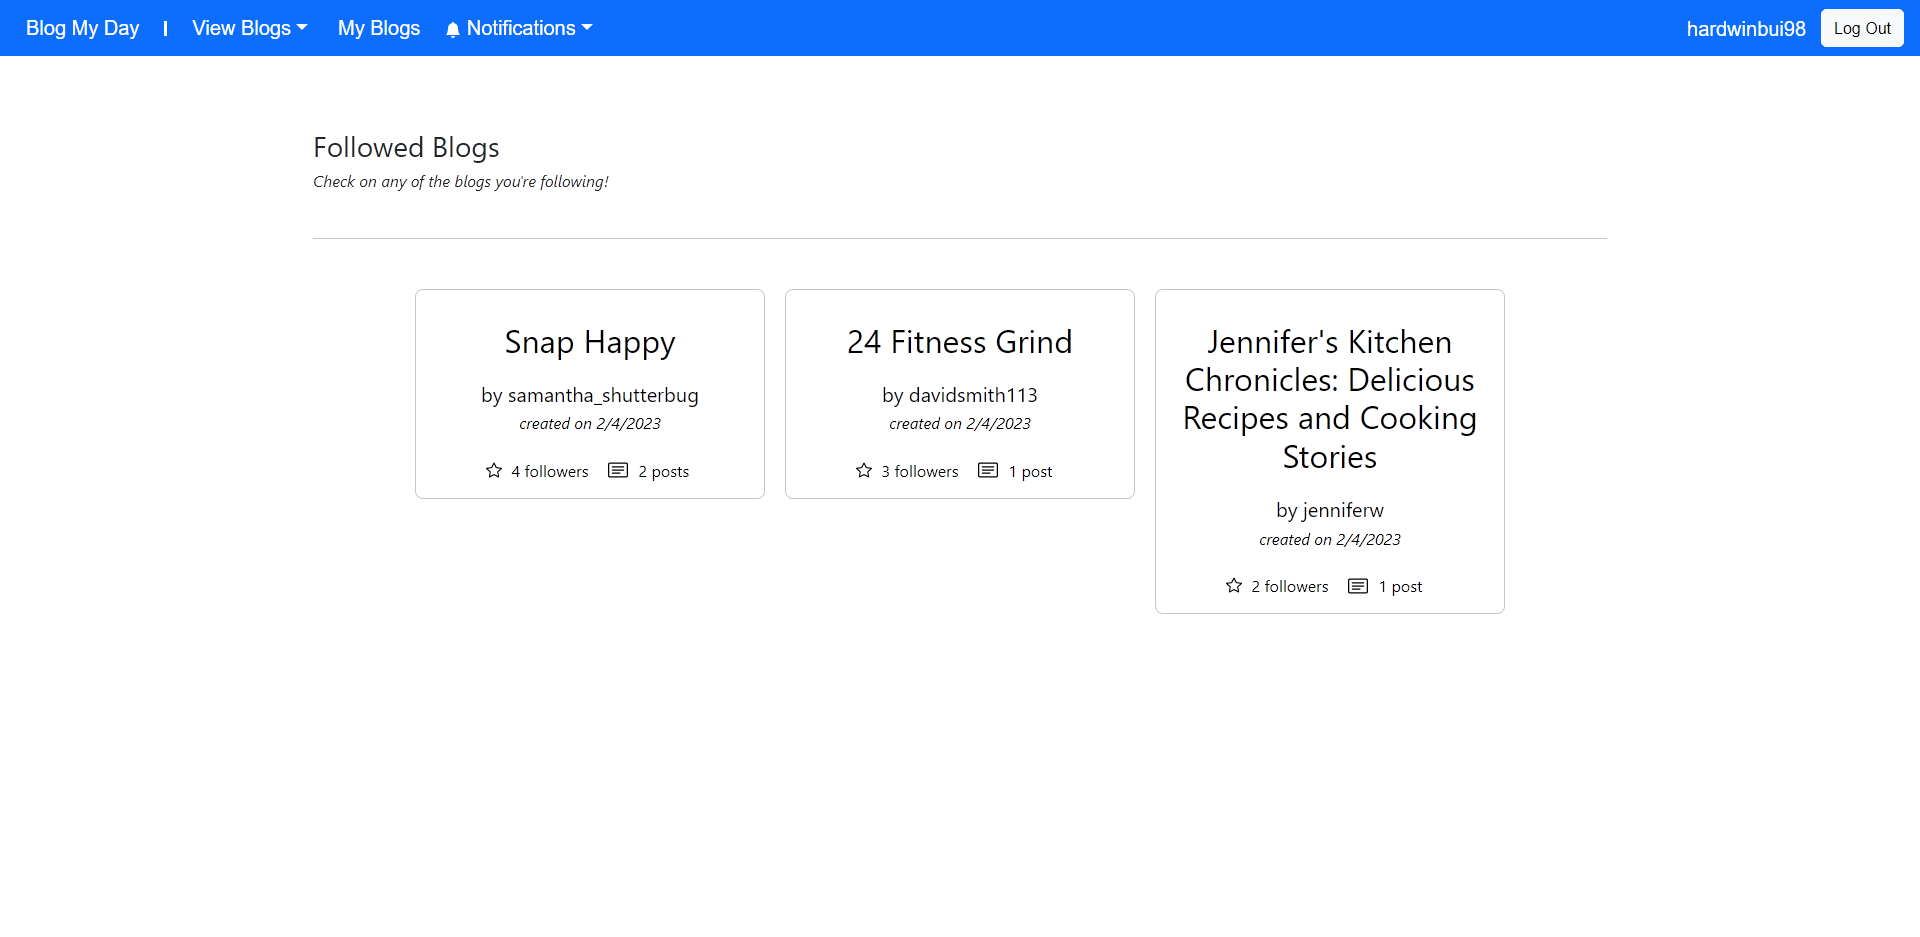 Blog My Day | View Blogs My Blogs Notifications hardwinbui98 Log Out
Followed Blogs
Check on any of the blogs you're following!
Snap Happy
by samantha_shutterbug
created on 2/4/2023
4 followers 2 posts
24 Fitness Grind
by davidsmith113
created on 2/4/2023
3 followers 1 post
Jennifer's Kitchen
Chronicles: Delicious
Recipes and Cooking
Stories
by jenniferw
created on 2/4/2023
2 followers 1 post